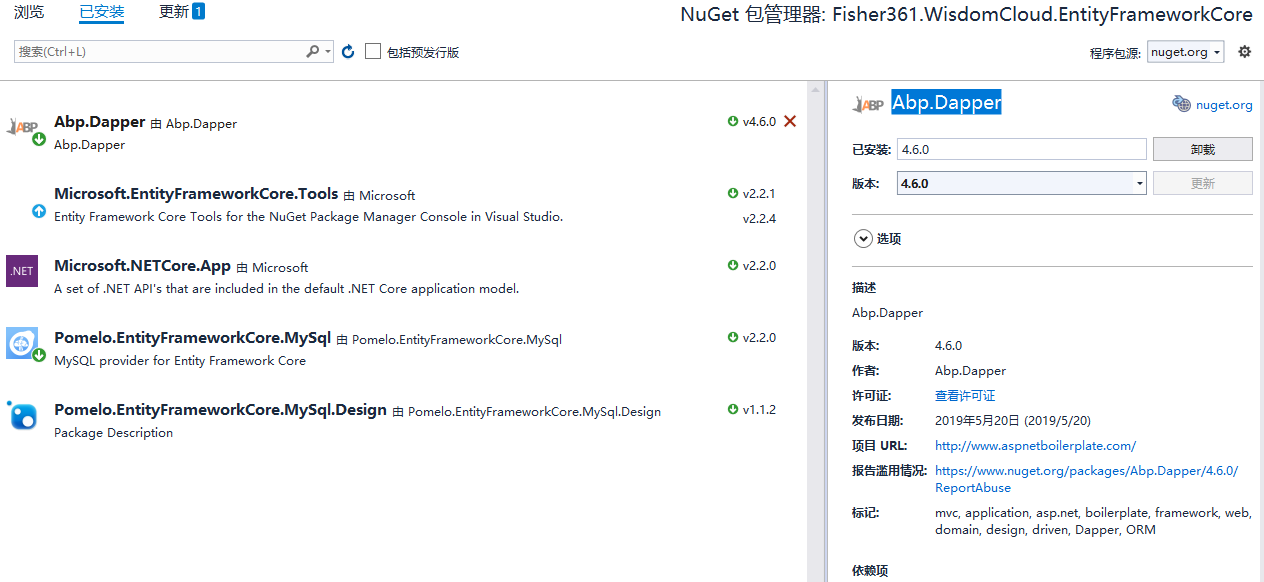 浏览 已安装 更新 1
NuGet 包管理器: Fisher361.WisdomCloud.EntityFrameworkCore
搜索(Ctrl+L) 包括预发行版
程序包源: nuget.org
ABP
Abp.Dapper 由 Abp.Dapper v4.6.0
Abp.Dapper
Microsoft.EntityFrameworkCore.Tools 由 Microsoft v2.2.1
Entity Framework Core Tools for the NuGet Package Manager Console in Visual Studio. v2.2.4
.NET
Microsoft.NETCore.App 由 Microsoft v2.2.0
A set of .NET API's that are included in the default .NET Core application model.
Pomelo.EntityFrameworkCore.MySql 由 Pomelo.EntityFrameworkCore.MySql v2.2.0
MySQL provider for Entity Framework Core
Pomelo.EntityFrameworkCore.MySql.Design 由 Pomelo.EntityFrameworkCore.MySql.Design v1.1.2
Package Description
ABP Abp.Dapper nuget.org
已安装: 4.6.0 卸载
版本: 4.6.0 更新
选项
描述
Abp.Dapper
版本: 4.6.0
作者: Abp.Dapper
许可证: 查看许可证
发布日期: 2019年5月20日 (2019/5/20)
项目 URL: http://www.aspnetboilerplate.com/
报告滥用情况: https://www.nuget.org/packages/Abp.Dapper/4.6.0/
ReportAbuse
标记: mvc, application, asp.net, boilerplate, framework, web,
domain, design, driven, Dapper, ORM
依赖项